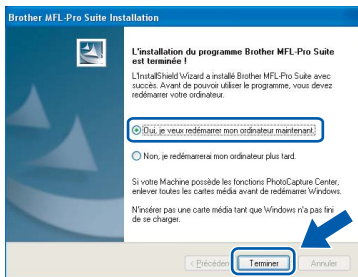 Brother MFL-Pro Suite Installation
L'installation du programme Brother MFL-Pro Suite
est terminée !
L'InstallShield Wizard a installé Brother MFL-Pro Suite avec
succès. Avant de pouvoir utiliser le programme, vous devez
redémarrer votre ordinateur.
Oui, je veux redémarrer mon ordinateur maintenant.
Non, je redémarrerai mon ordinateur plus tard.
Si votre Machine possède les fonctions PhotoCapture Center,
enlever toutes les cartes média avant de redémarrer Windows.
N'insérer pas une carte média tant que Windows n'a pas fini
de se charger.
< Précédent Terminer Annuler